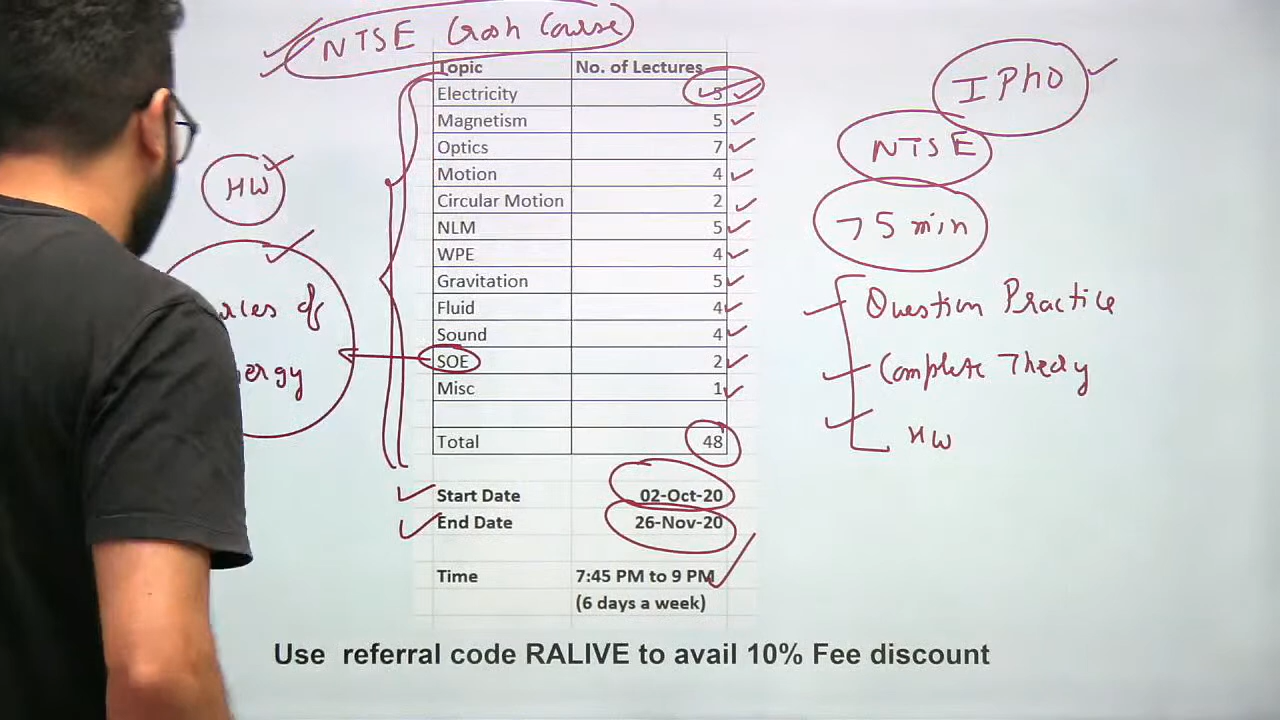 NTSE Crash Course
Topic No. of Lectures
Electricity 5
Magnetism 5
Optics 7
Motion 4
Circular Motion 2
NLM 5
WPE 4
Gravitation 5
Fluid 4
Sound 4
SOE 2
Misc 1
Total 48
Start Date 02-Oct-20
End Date 26-Nov-20
Time 7:45 PM to 9 PM
(6 days a week)
HW
of
IPhO
NTSE
75 min
Question Practice
Complete Theory
HW
Use referral code RALIVE to avail 10% Fee discount